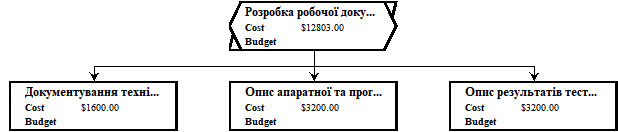 Розробка робочої доку...
Cost $12803.00
Budget
Документування техні...
Cost $1600.00
Budget
Опис апаратної та прог...
Cost $3200.00
Budget
Опис результатів тест...
Cost $3200.00
Budget